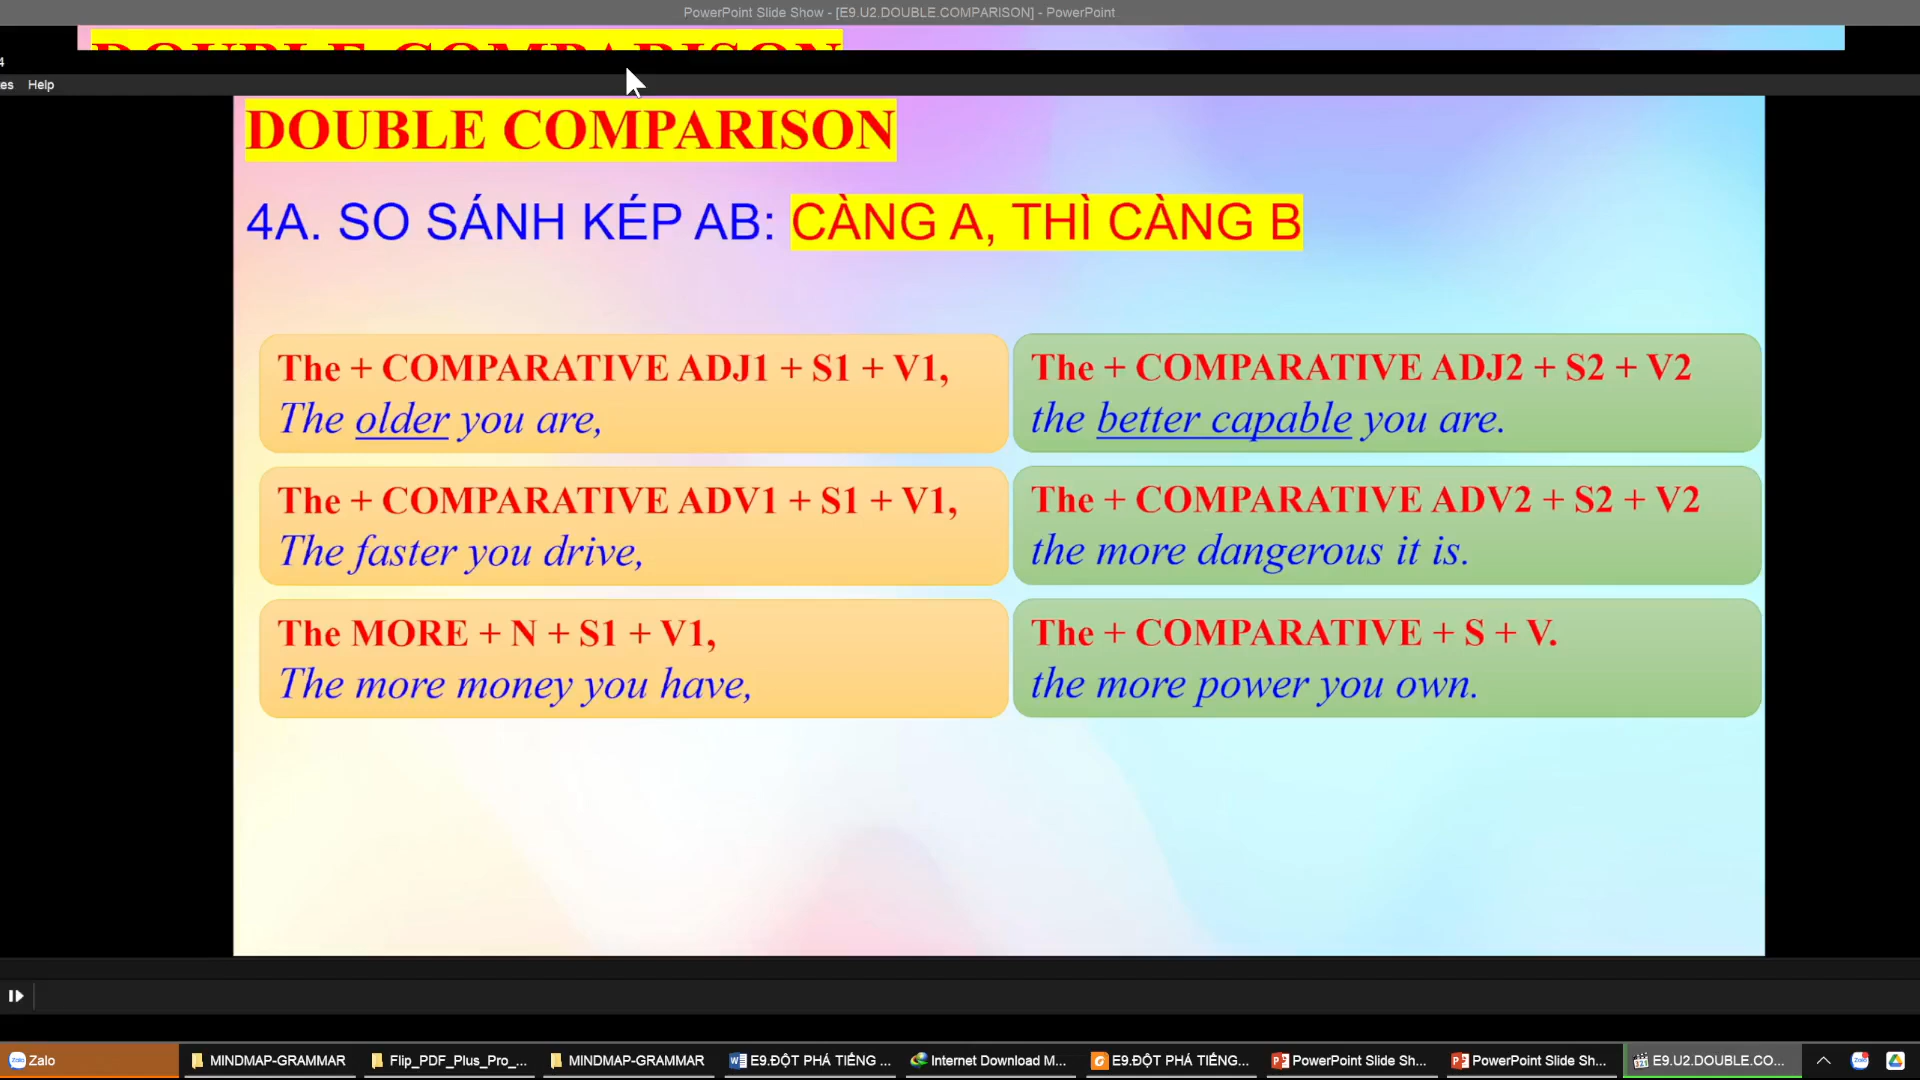 PowerPoint Slide Show - [E9.U2.DOUBLE.COMPARISON] - PowerPoint
DOUBLE COMPARISON
4
es Help
DOUBLE COMPARISON
4A. SO SÁNH KÉP AB: CÀNG A, THÌ CÀNG B
The + COMPARATIVE ADJ1 + S1 + V1,
The older you are,
The + COMPARATIVE ADJ2 + S2 + V2
the better capable you are.
The + COMPARATIVE ADV1 + S1 + V1,
The faster you drive,
The + COMPARATIVE ADV2 + S2 + V2
the more dangerous it is.
The MORE + N + S1 + V1,
The more money you have,
The + COMPARATIVE + S + V.
the more power you own.
Zalo MINDMAP-GRAMMAR Flip_PDF_Plus_Pro_... MINDMAP-GRAMMAR E9.ĐỘT PHÁ TIẾNG ... Internet Download M... E9.ĐỘT PHÁ TIẾNG... PowerPoint Slide Sh... PowerPoint Slide Sh... E9.U2.DOUBLE.CO...